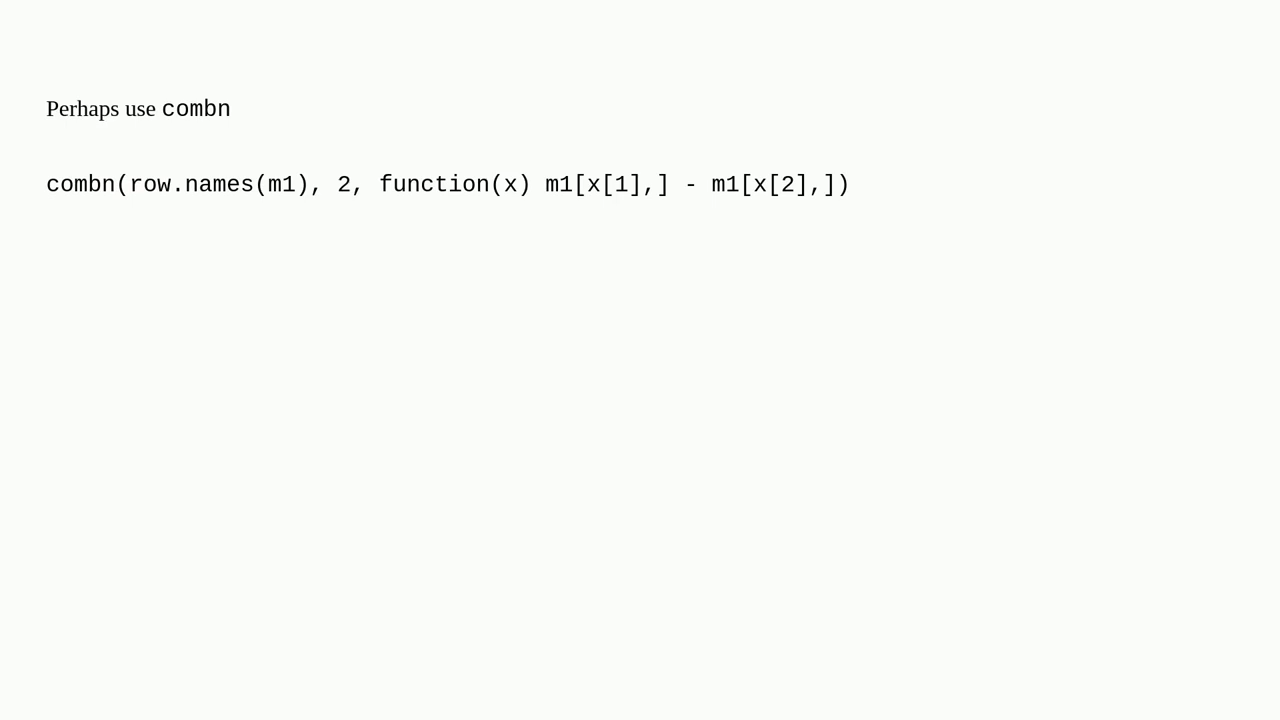 Perhaps use combn
combn(row.names(m1), 2, function(x) m1[x[1],] - m1[x[2],])